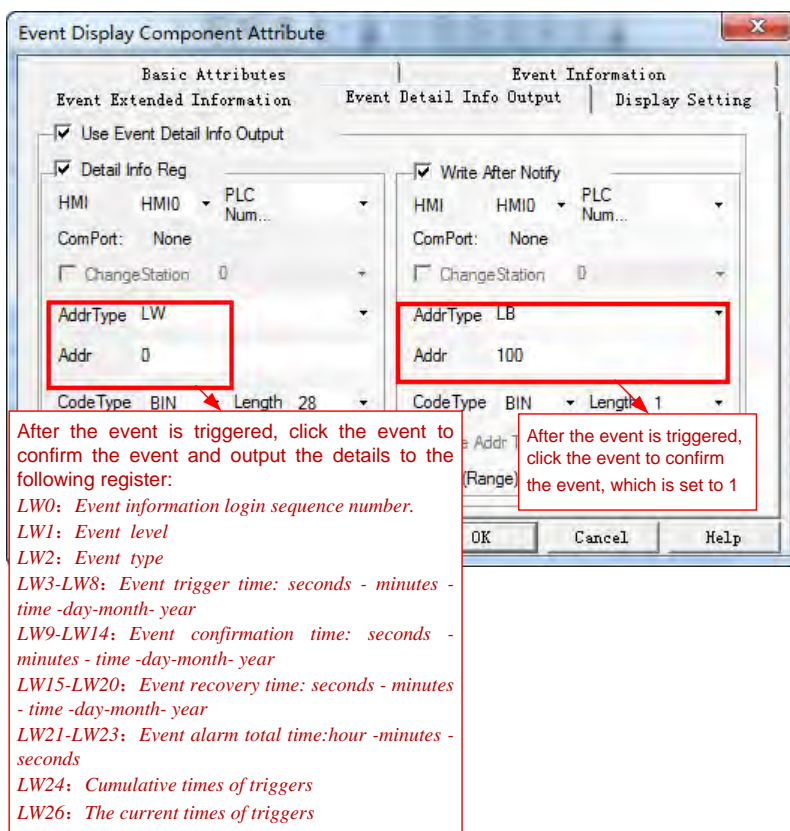 Event Display Component Attribute
Basic Attributes
Event Information
Event Extended Information
Event Detail Info Output
Display Setting
Use Event Detail Info Output
Detail Info Reg
HMI HMI0 PLC Num...
ComPort: None
Change Station 0
AddrType LW
Addr 0
CodeType BIN Length 28
Write After Notify
HMI HMI0 PLC Num...
ComPort: None
Change Station 0
AddrType LB
Addr 100
CodeType BIN Length 1
Addr
(Range)
After the event is triggered, click the event to
confirm the event and output the details to the
following register:
LW0：Event information login sequence number.
LW1：Event level
LW2：Event type
LW3-LW8：Event trigger time: seconds - minutes -
time -day-month- year
LW9-LW14：Event confirmation time: seconds -
minutes - time -day-month- year
LW15-LW20：Event recovery time: seconds - minutes
- time -day-month- year
LW21-LW23：Event alarm total time:hour -minutes -
seconds
LW24：Cumulative times of triggers
LW26：The current times of triggers
After the event is triggered,
click the event to confirm
the event, which is set to 1
OK
Cancel
Help